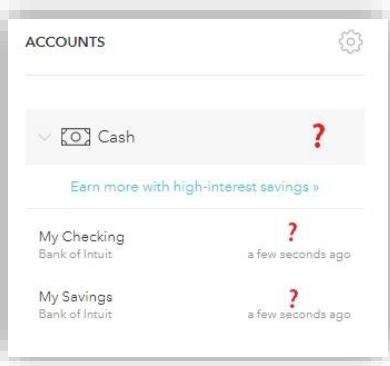 ACCOUNTS
Cash ?
Earn more with high-interest savings »
My Checking ?
Bank of Intuit a few seconds ago
My Savings ?
Bank of Intuit a few seconds ago